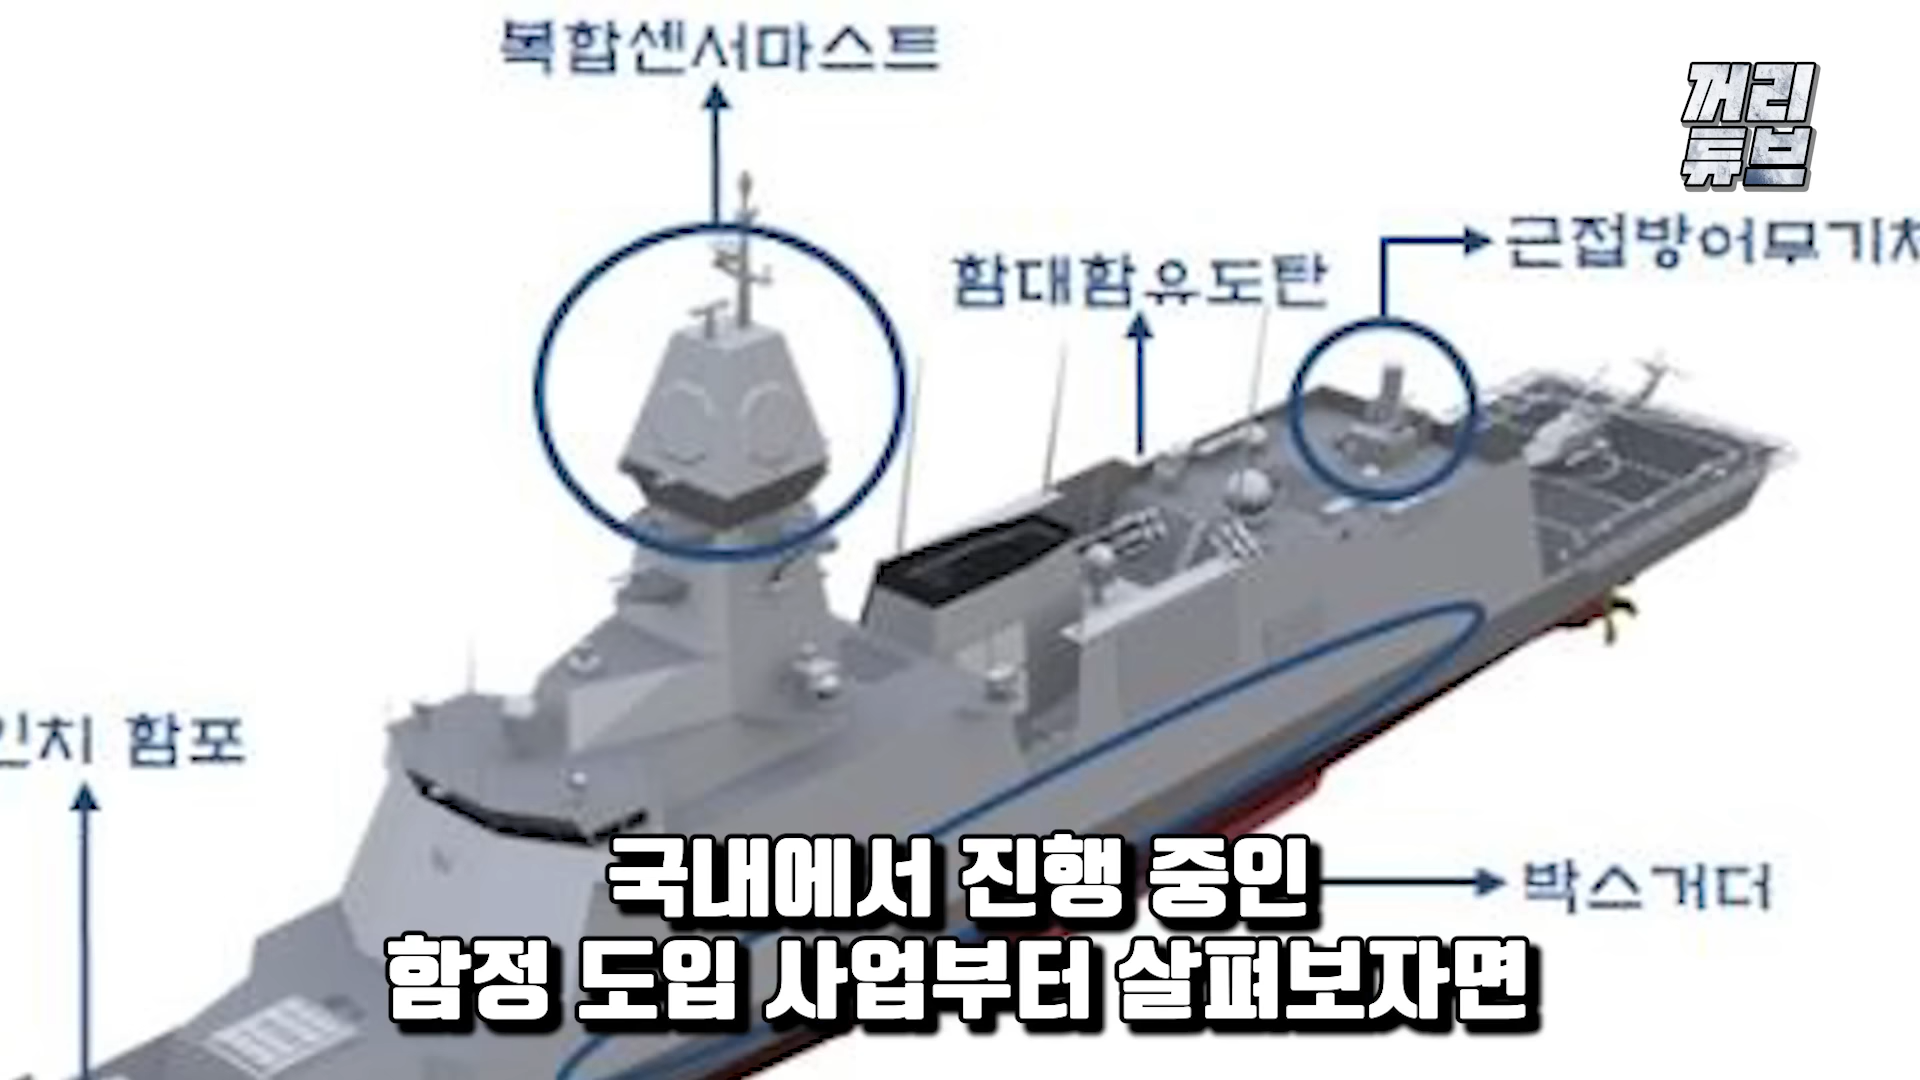 복합센서마스트
꺼리
튜브
근접방어무기체
함대함유도탄
인치 함포
박스거더
국내에서 진행 중인
함정 도입 사업부터 살펴보자면